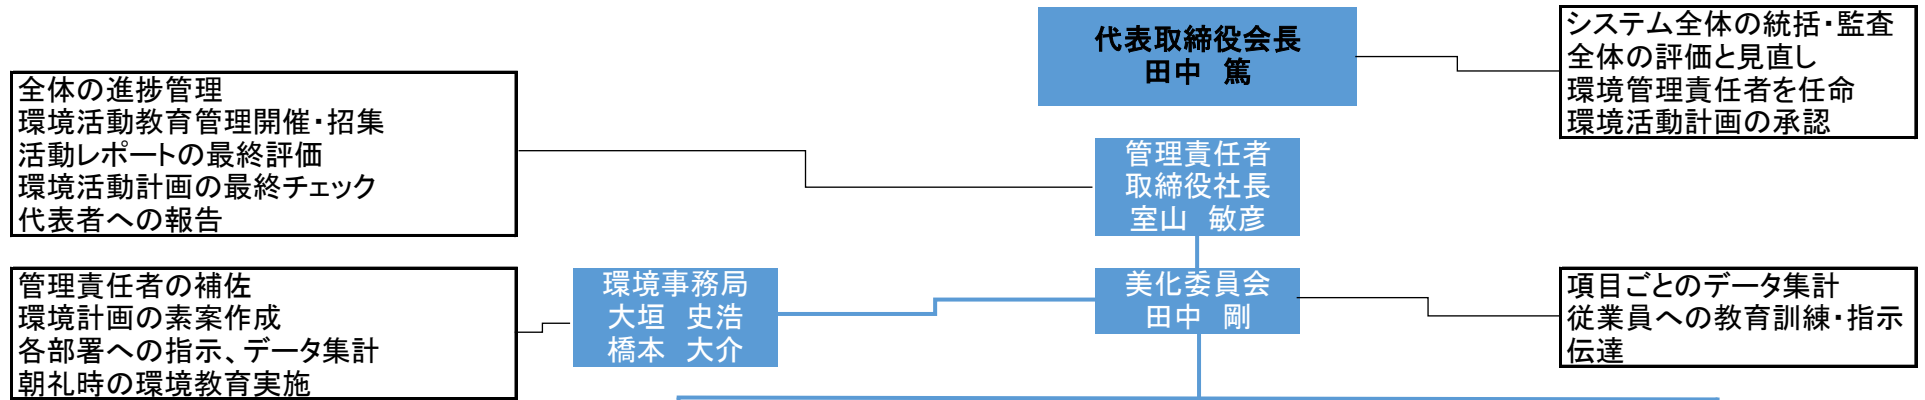 代表取締役会長
田中　篤
システム全体の統括・監査
全体の評価と見直し
環境管理責任者を任命
環境活動計画の承認
全体の進捗管理
環境活動教育管理開催・招集
活動レポートの最終評価
環境活動計画の最終チェック
代表者への報告
管理責任者
取締役社長
室山　敏彦
管理責任者の補佐
環境計画の素案作成
各部署への指示、データ集計
朝礼時の環境教育実施
環境事務局
大垣　史浩
橋本　大介
美化委員会
田中　剛
項目ごとのデータ集計
従業員への教育訓練・指示
伝達